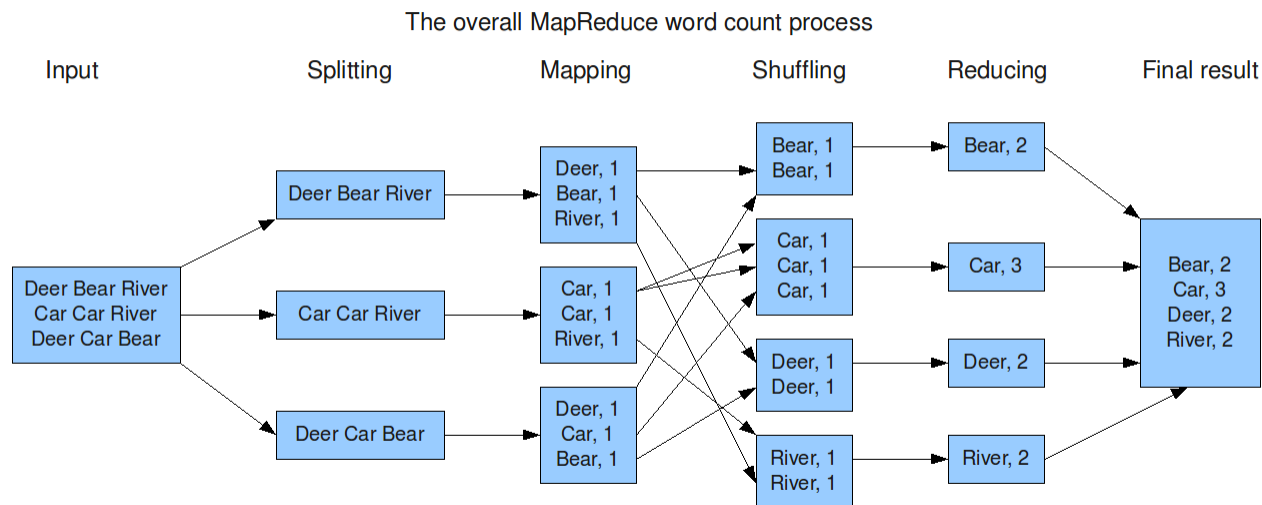 The overall MapReduce word count process
Input
Splitting
Mapping
Shuffling
Reducing
Final result
Deer Bear River
Car Car River
Deer Car Bear
Deer Bear River
Car Car River
Deer Car Bear
Deer, 1
Bear, 1
River, 1
Car, 1
Car, 1
River, 1
Deer, 1
Car, 1
Bear, 1
Bear, 1
Bear, 1
Car, 1
Car, 1
Car, 1
Deer, 1
Deer, 1
River, 1
River, 1
Bear, 2
Car, 3
Deer, 2
River, 2
Bear, 2
Car, 3
Deer, 2
River, 2